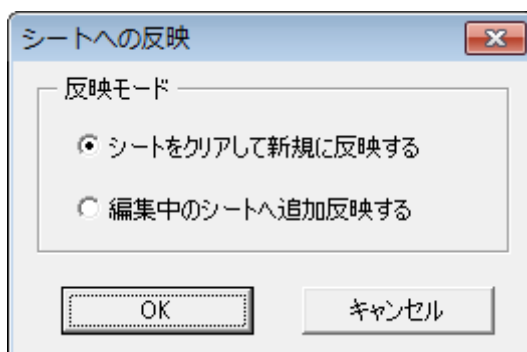 シートへの反映
反映モード
シートをクリアして新規に反映する
編集中のシートへ追加反映する
OK
キャンセル